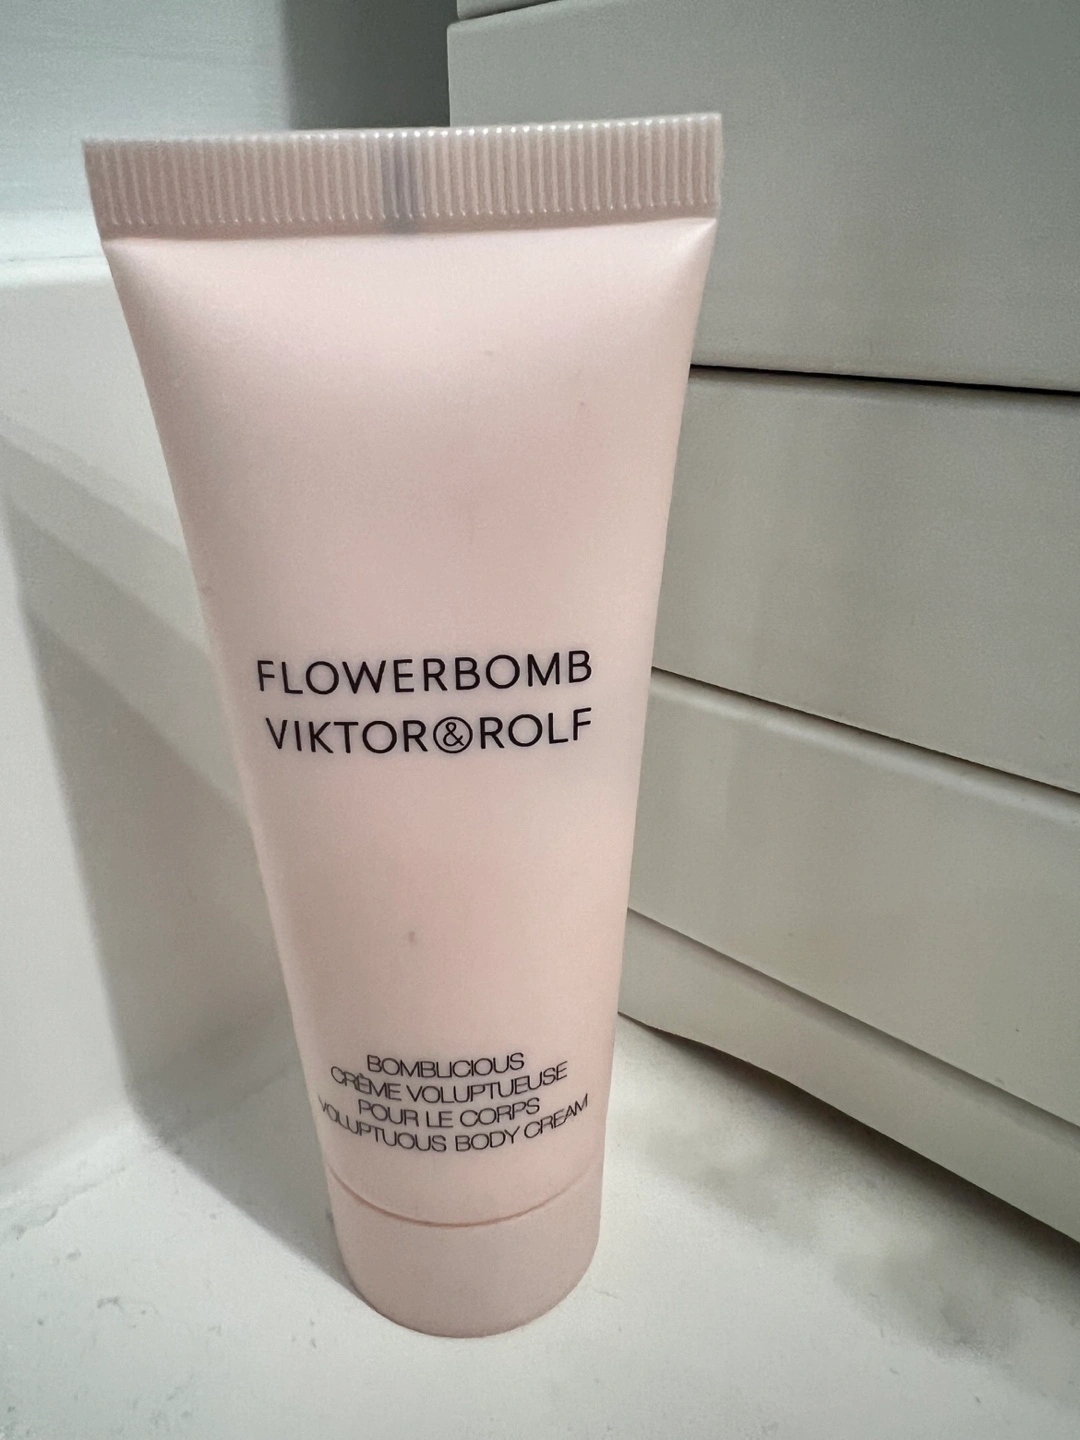 FLOWERBOMB
VIKTOR&ROLF
BOMBLICIOUS
CRÈME VOLUPTUEUSE
POUR LE CORPS
VOLUPTUOUS BODY CREAM